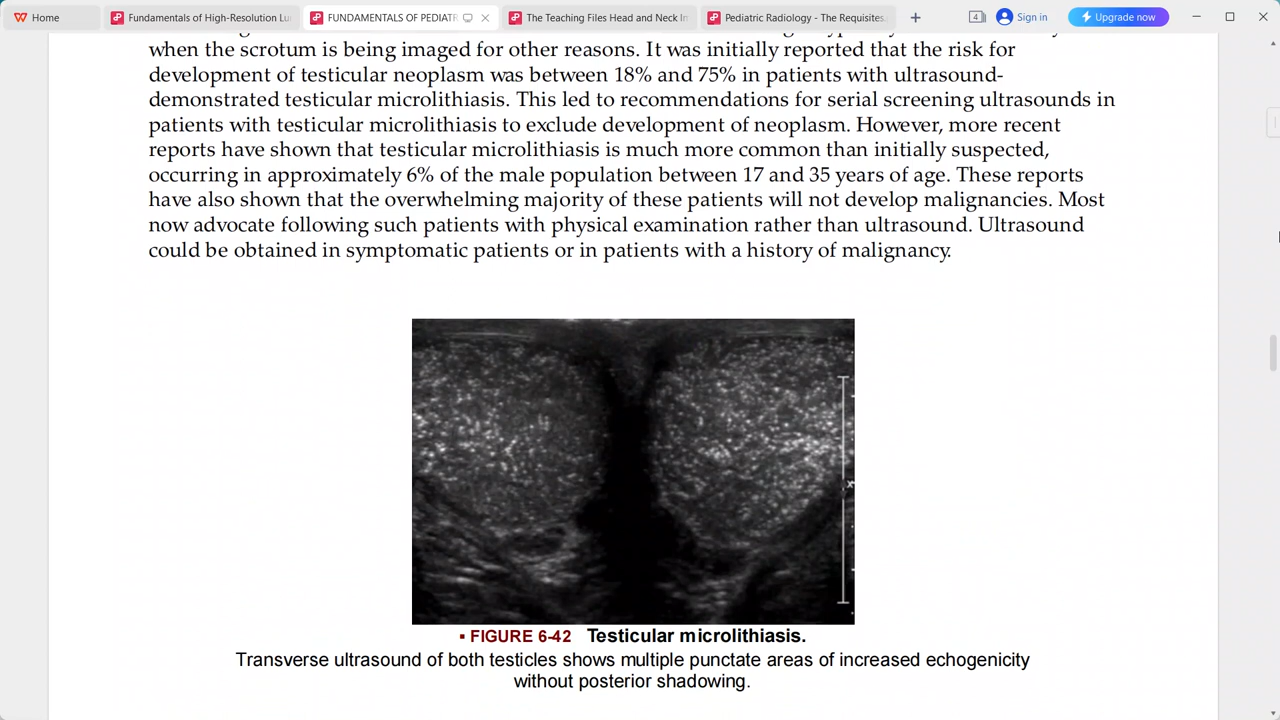 Home
Fundamentals of High-Resolution Lu
FUNDAMENTALS OF PEDIATR
The Teaching Files Head and Neck In
Pediatric Radiology - The Requisites.
4
Sign in
Upgrade now
when the scrotum is being imaged for other reasons. It was initially reported that the risk for
development of testicular neoplasm was between 18% and 75% in patients with ultrasound-
demonstrated testicular microlithiasis. This led to recommendations for serial screening ultrasounds in
patients with testicular microlithiasis to exclude development of neoplasm. However, more recent
reports have shown that testicular microlithiasis is much more common than initially suspected,
occurring in approximately 6% of the male population between 17 and 35 years of age. These reports
have also shown that the overwhelming majority of these patients will not develop malignancies. Most
now advocate following such patients with physical examination rather than ultrasound. Ultrasound
could be obtained in symptomatic patients or in patients with a history of malignancy.
▪ FIGURE 6-42 Testicular microlithiasis.
Transverse ultrasound of both testicles shows multiple punctate areas of increased echogenicity
without posterior shadowing.